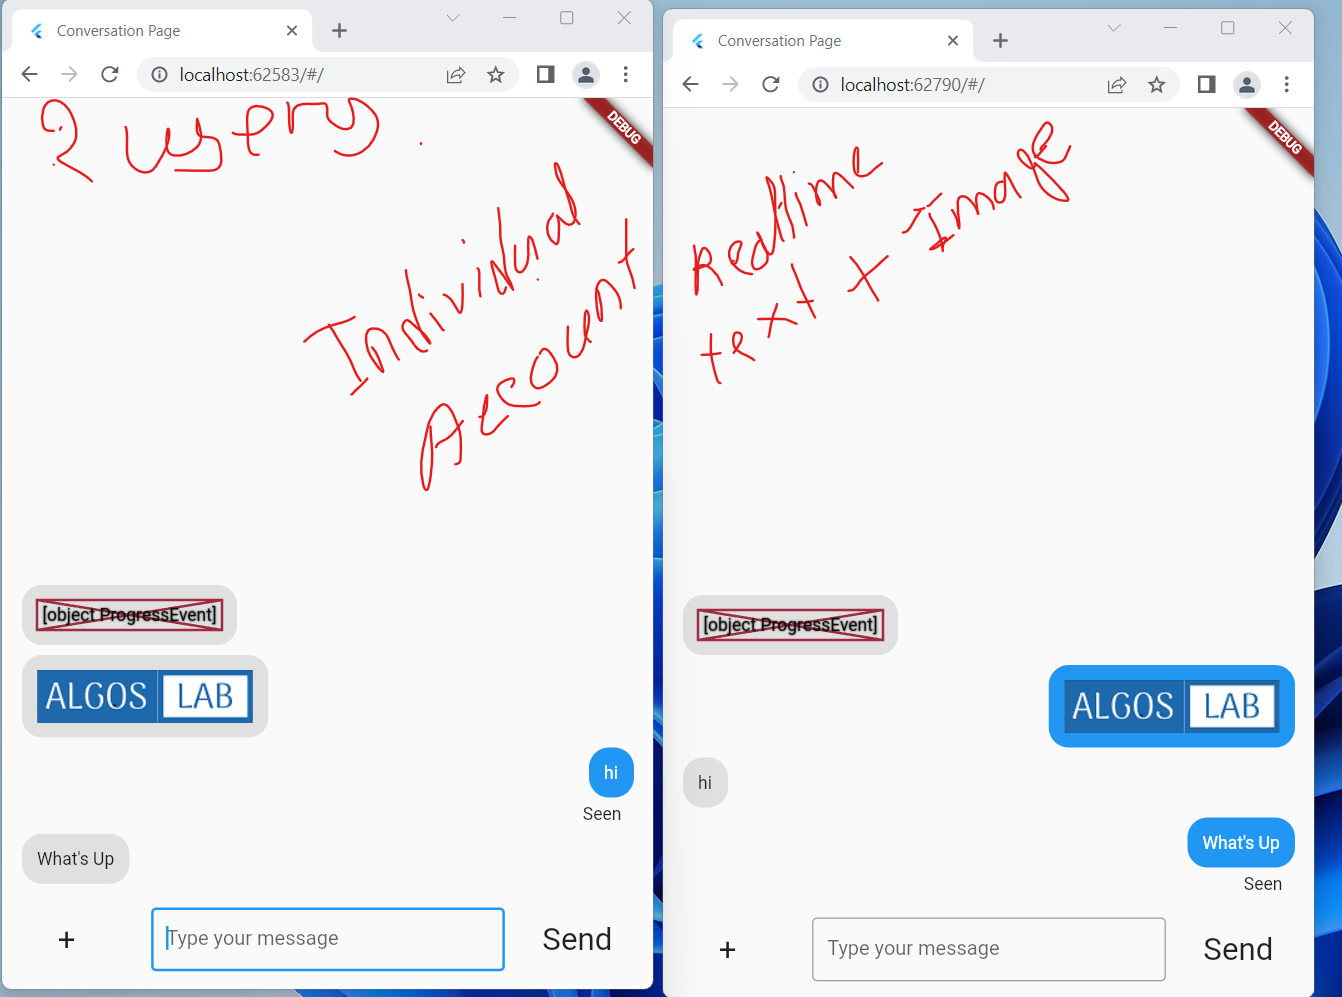 Conversation Page
localhost:62583/#/
DEBUG
2 users.
Individual
Account
[object ProgressEvent]
ALGOS LAB
hi
Seen
What's Up
+
Type your message
Send
Conversation Page
localhost:62790/#/
DEBUG
Realtime
text + Image
[object ProgressEvent]
ALGOS LAB
hi
What's Up
Seen
+
Type your message
Send